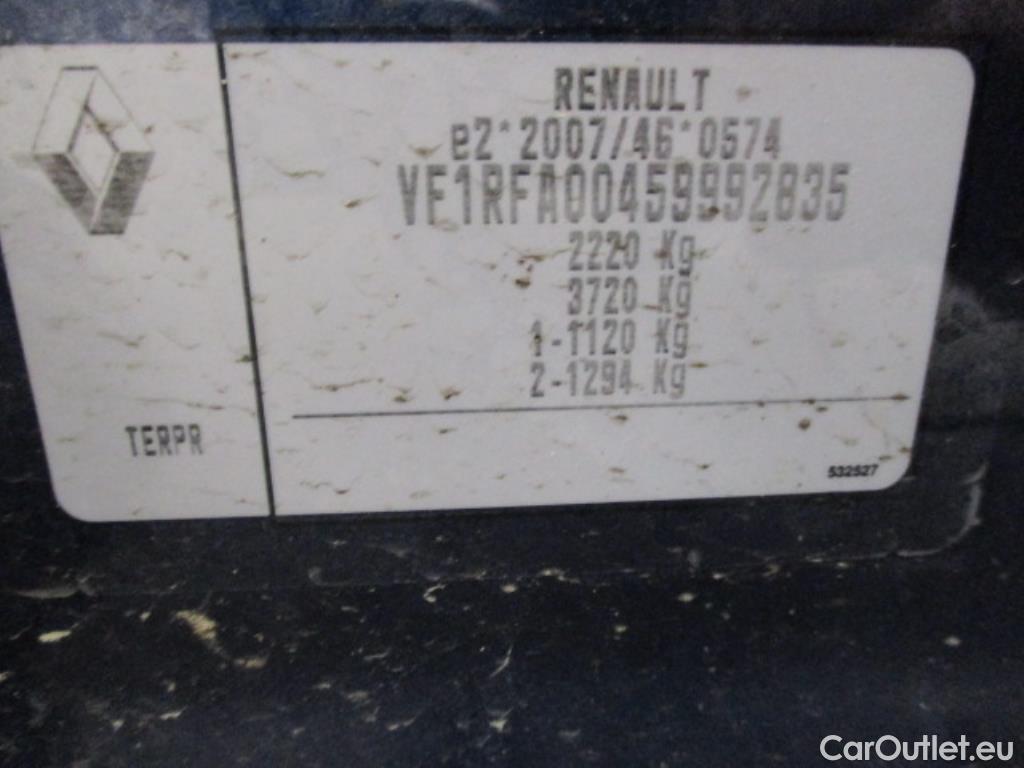 RENAULT
e2*2007/46*0574
VF1RFA00459992835
2220 Kg
3720 Kg
1-1120 Kg
2-1294 Kg
TERPR
532527
CarOutlet.eu